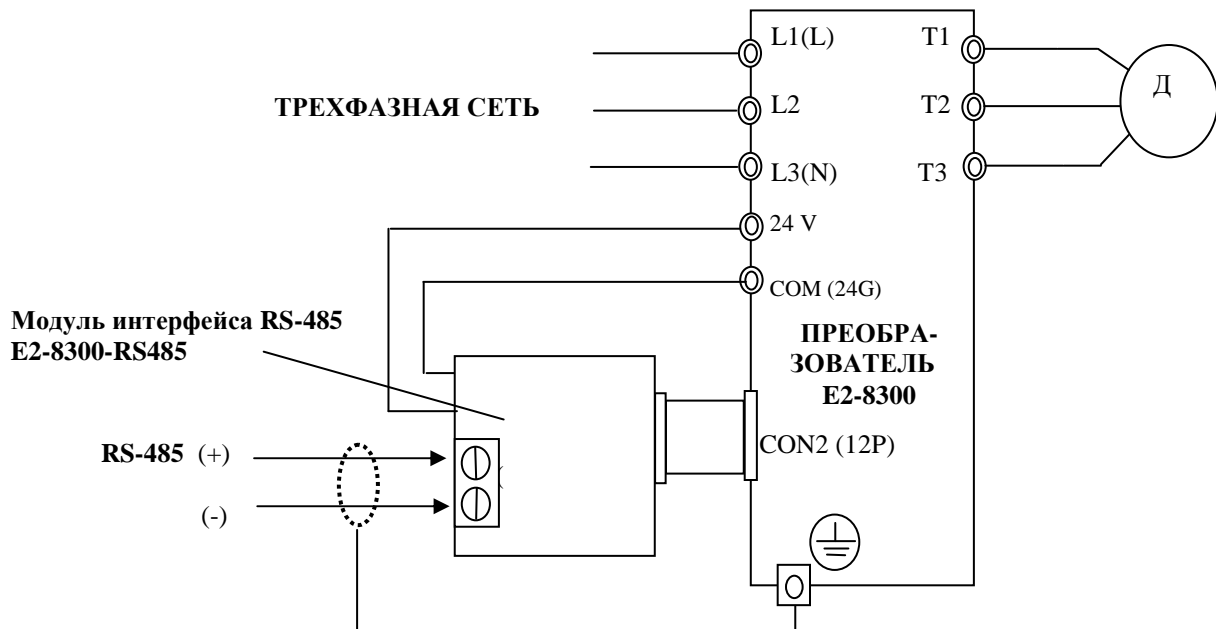 L1(L)
T1
Д
ТРЕХФАЗНАЯ СЕТЬ
L2
T2
L3(N)
T3
24 V
COM (24G)
Модуль интерфейса RS-485
E2-8300-RS485
ПРЕОБРА-
ЗОВАТЕЛЬ
E2-8300
RS-485 (+)
CON2 (12P)
(-)